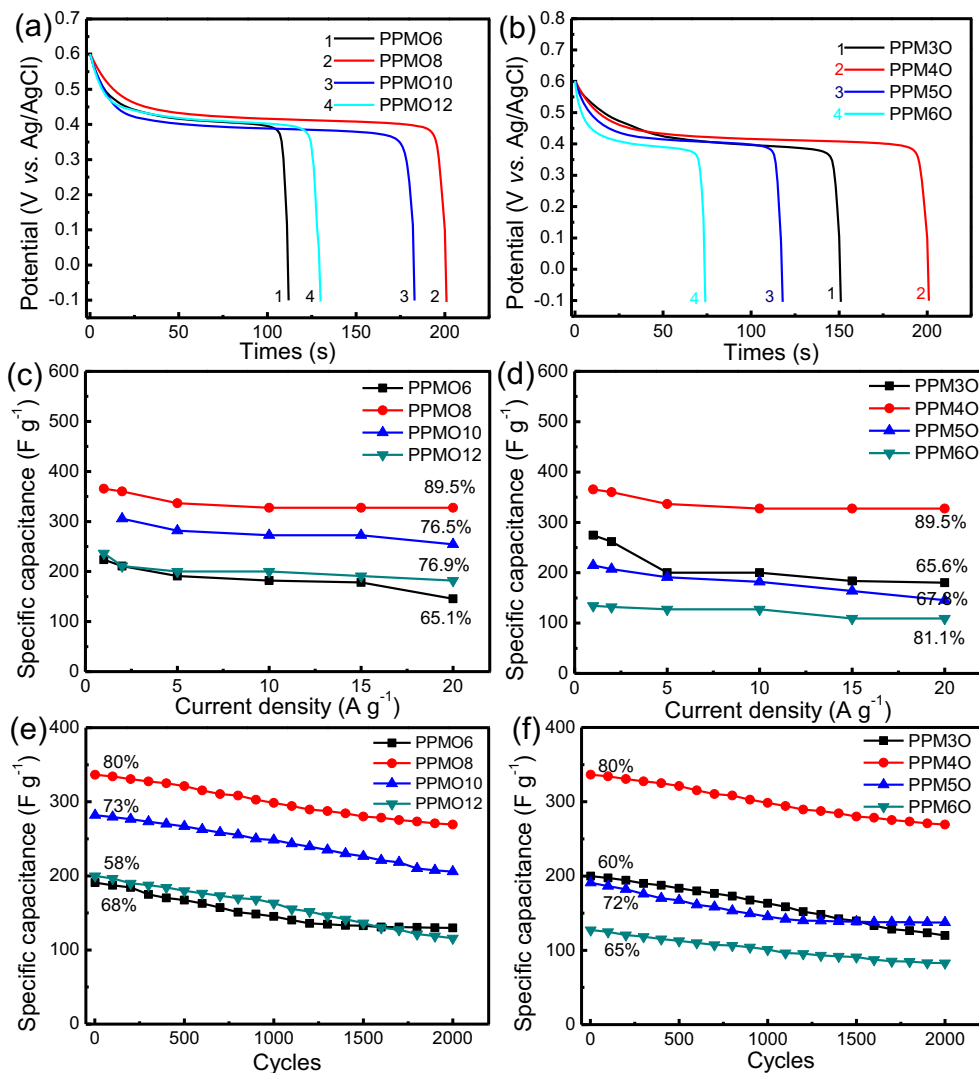 (a)
0.7
0.6
0.5
0.4
0.3
0.2
0.1
0.0
-0.1
Potential (V vs. Ag/AgCl)
1 PPMO6
2 PPMO8
3 PPMO10
4 PPMO12
1 4 3 2
0 50 100 150 200
Times (s)
(b)
0.8
0.7
0.6
0.5
0.4
0.3
0.2
0.1
0.0
-0.1
Potential (V vs. Ag/AgCl)
1 PPM3O
2 PPM4O
3 PPM5O
4 PPM6O
4 3 1 2
0 50 100 150 200
Times (s)
(c)
600
500
400
300
200
100
0
Specific capacitance (F g-1)
PPMO6
PPMO8
PPMO10
PPMO12
89.5%
76.5%
76.9%
65.1%
5 10 15 20
Current density (A g-1)
(d)
600
500
400
300
200
100
0
Specific capacitance (F g-1)
PPM3O
PPM4O
PPM5O
PPM6O
89.5%
65.6%
67.8%
81.1%
5 10 15 20
Current density (A g-1)
(e)
400
300
200
100
0
Specific capacitance (F g-1)
PPMO6
PPMO8
PPMO10
PPMO12
80%
73%
58%
68%
0 500 1000 1500 2000
Cycles
(f)
400
300
200
100
0
Specific capacitance (F g-1)
PPM3O
PPM4O
PPM5O
PPM6O
80%
60%
72%
65%
0 500 1000 1500 2000
Cycles